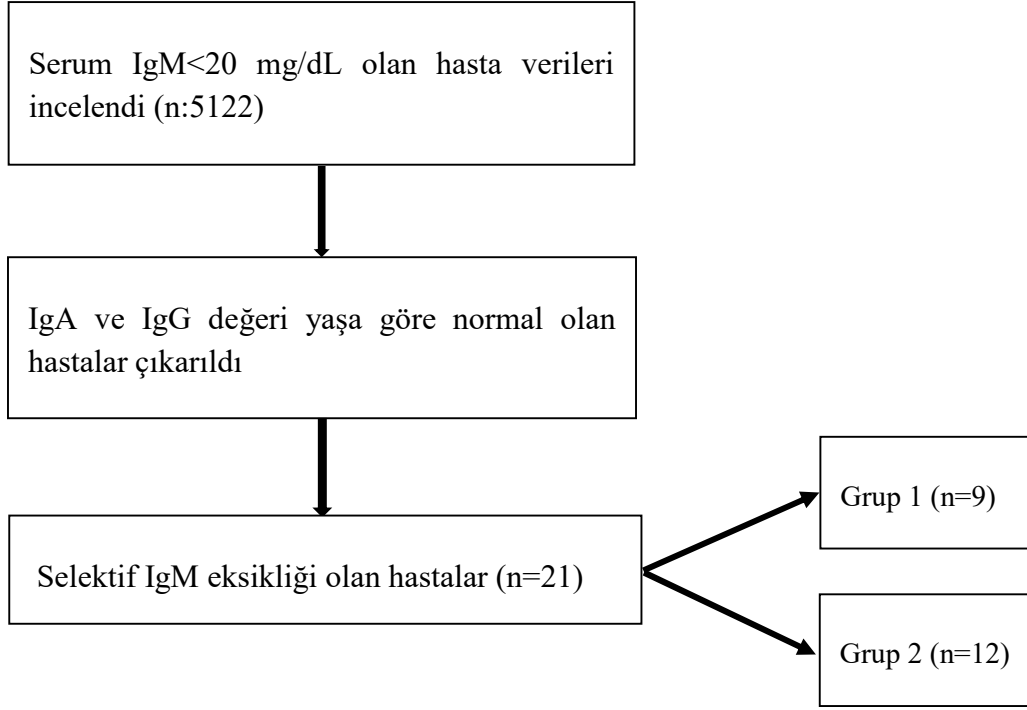 Serum IgM<20 mg/dL olan hasta verileri
incelendi (n:5122)
IgA ve IgG değeri yaşa göre normal olan
hastalar çıkarıldı
Selektif IgM eksikliği olan hastalar (n=21)
Grup 1 (n=9)
Grup 2 (n=12)